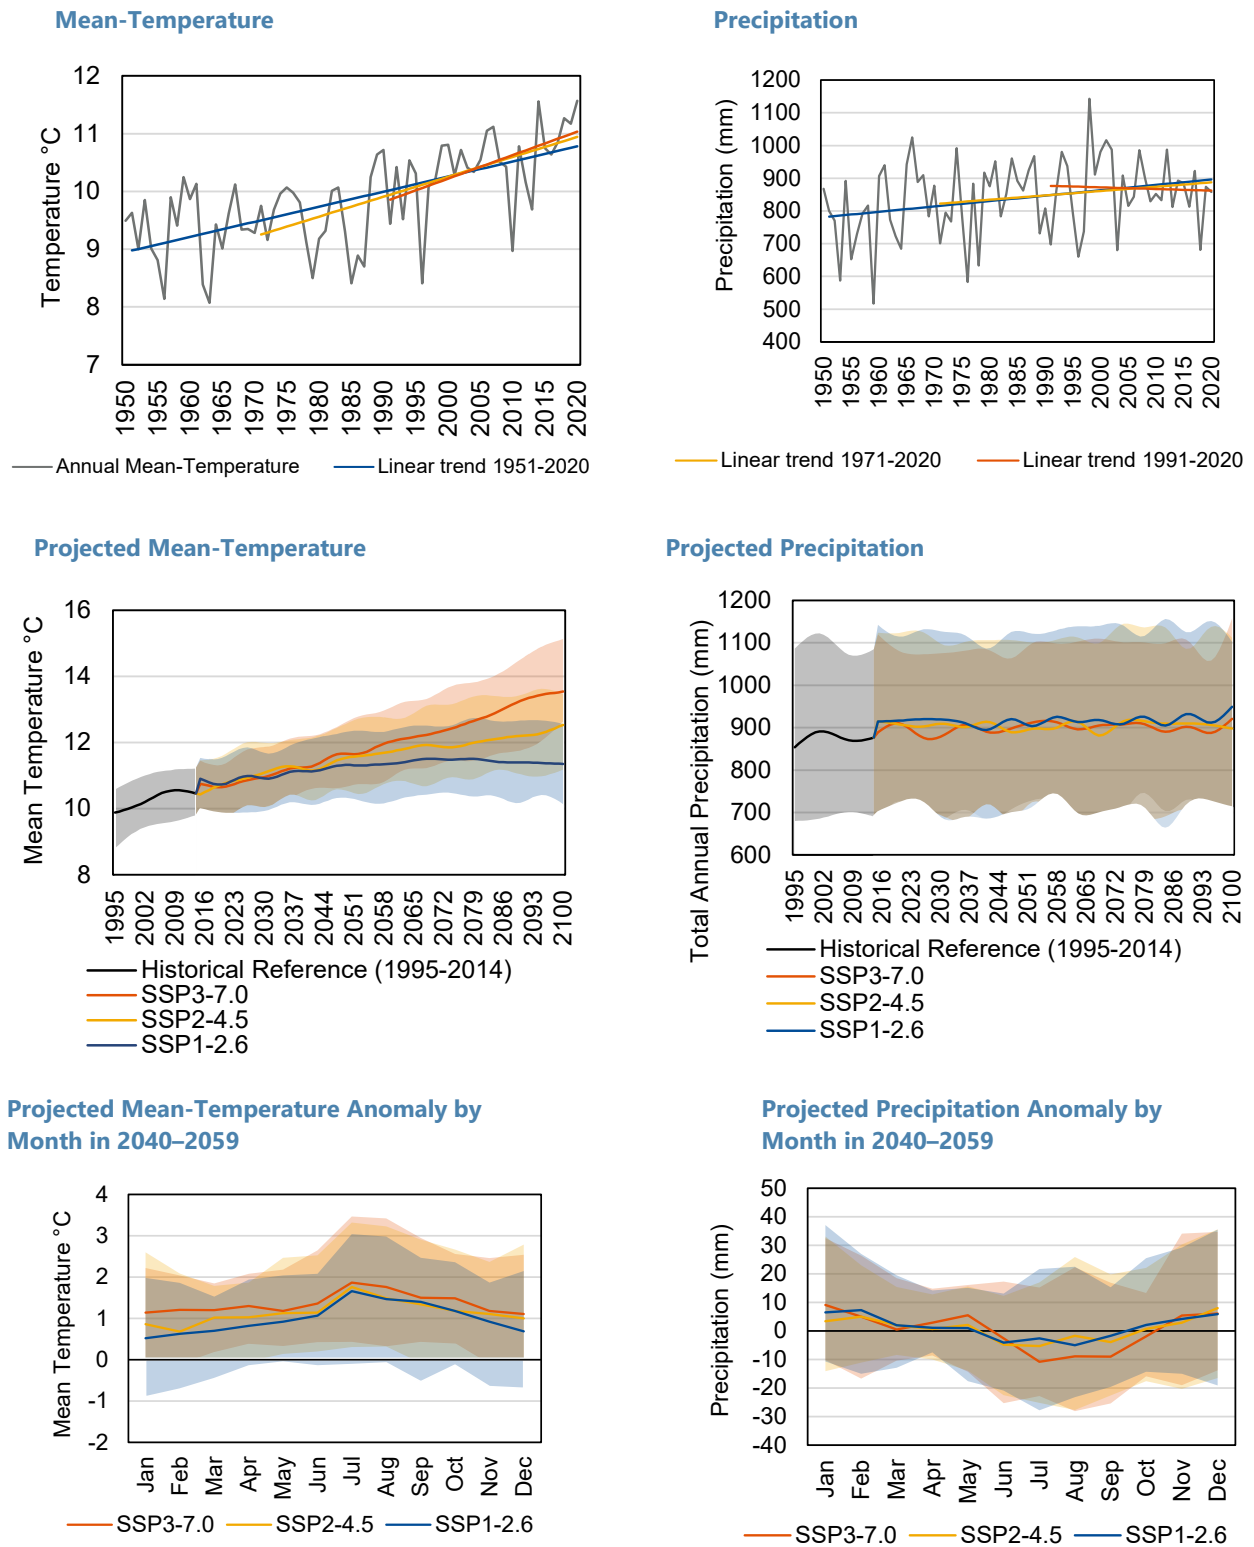 Mean-Temperature
Temperature °C
12
11
10
9
8
7
1950
1955
1960
1965
1970
1975
1980
1985
1990
1995
2000
2005
2010
2015
2020
Annual Mean-Temperature
Linear trend 1951-2020
Precipitation
Precipitation (mm)
1200
1100
1000
900
800
700
600
500
400
1950
1955
1960
1965
1970
1975
1980
1985
1990
1995
2000
2005
2010
2015
2020
Linear trend 1971-2020
Linear trend 1991-2020
Projected Mean-Temperature
Mean Temperature °C
16
14
12
10
8
1995
2002
2009
2016
2023
2030
2037
2044
2051
2058
2065
2072
2079
2086
2093
2100
Historical Reference (1995-2014)
SSP3-7.0
SSP2-4.5
SSP1-2.6
Projected Precipitation
Total Annual Precipitation (mm)
1200
1100
1000
900
800
700
600
1995
2002
2009
2016
2023
2030
2037
2044
2051
2058
2065
2072
2079
2086
2093
2100
Historical Reference (1995-2014)
SSP3-7.0
SSP2-4.5
SSP1-2.6
Projected Mean-Temperature Anomaly by
Month in 2040–2059
Mean Temperature °C
4
3
2
1
0
-1
-2
Jan
Feb
Mar
Apr
May
Jun
Jul
Aug
Sep
Oct
Nov
Dec
SSP3-7.0
SSP2-4.5
SSP1-2.6
Projected Precipitation Anomaly by
Month in 2040–2059
Precipitation (mm)
50
40
30
20
10
0
-10
-20
-30
-40
Jan
Feb
Mar
Apr
May
Jun
Jul
Aug
Sep
Oct
Nov
Dec
SSP3-7.0
SSP2-4.5
SSP1-2.6